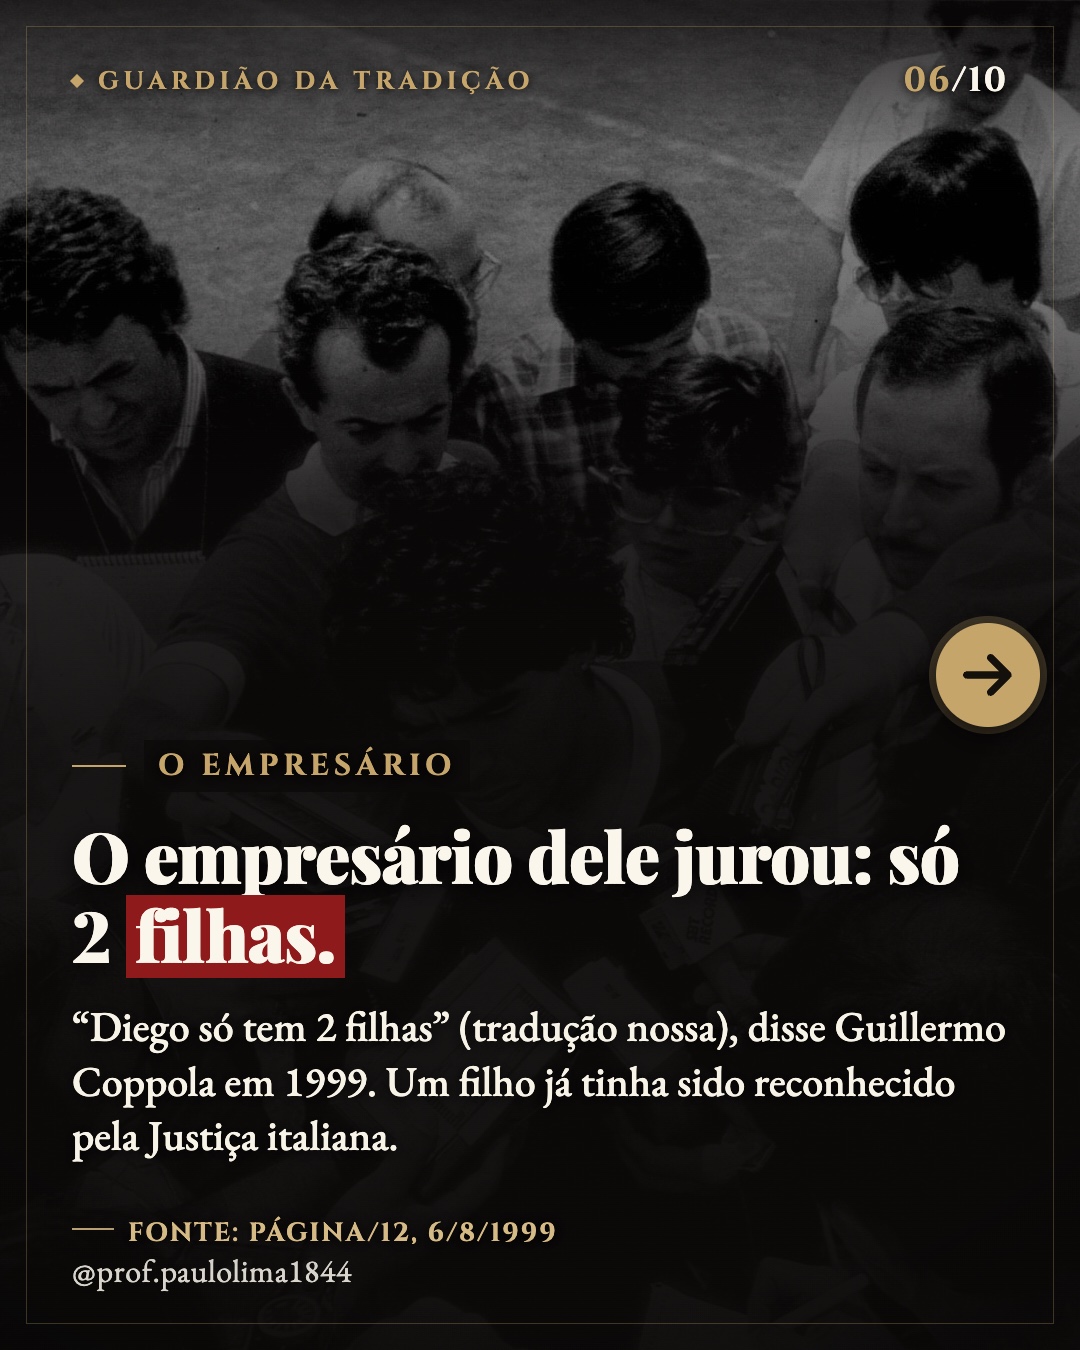 GUARDIÃO DA TRADIÇÃO
06/10
O EMPRESÁRIO
O empresário dele jurou: só
2 filhas.
“Diego só tem 2 filhas” (tradução nossa), disse Guillermo
Coppola em 1999. Um filho já tinha sido reconhecido
pela Justiça italiana.
FONTE: PÁGINA/12, 6/8/1999
@prof.paulolima1844